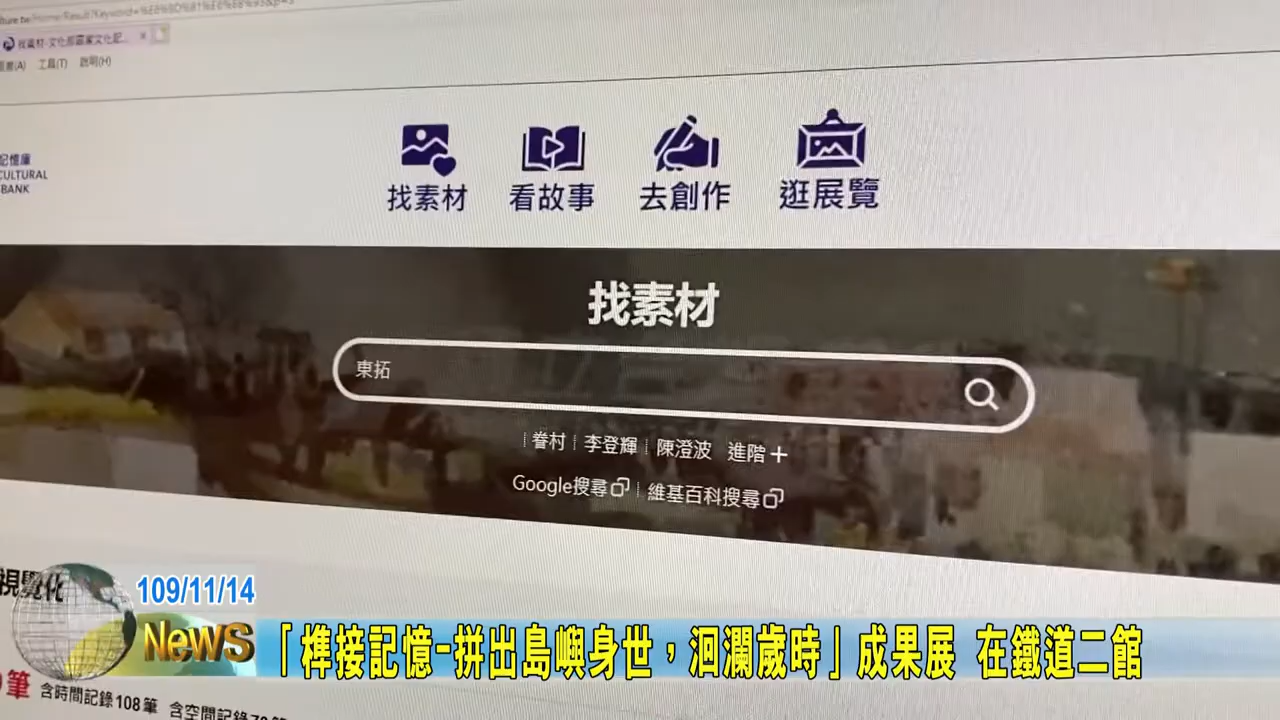 找素材-文化部國家文化記...
工具(T) 說明(H)
記憶庫
CULTURAL
BANK
找素材 看故事 去創作 逛展覽
找素材
東拓
眷村 李登輝 陳澄波 進階+
Google搜尋 維基百科搜尋
視覺化
109/11/14
News 「榫接記憶-拼出島嶼身世，洄瀾歲時」成果展 在鐵道二館
筆 含時間記錄108筆 含空間記錄